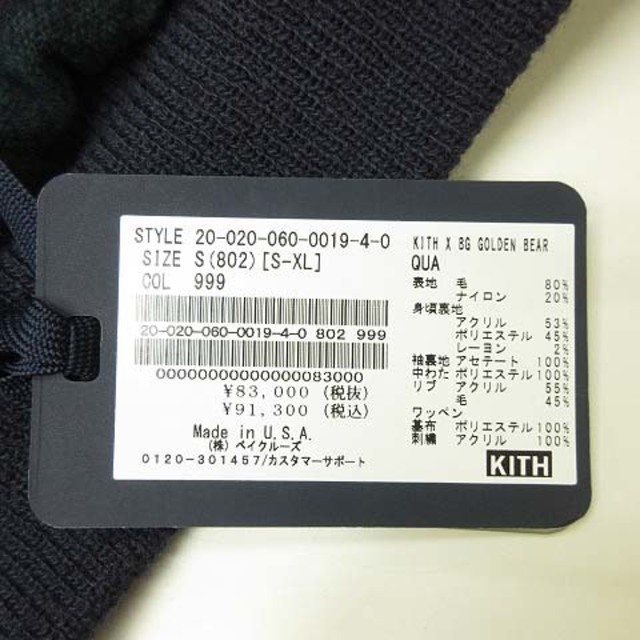 STYLE 20-020-060-0019-4-0
SIZE S(802)[S-XL]
COL 999
20-020-060-0019-4-0 802 999
00000000000000083000
¥83,000 (税抜)
¥91,300 (税込)
Made in U.S.A.
(株) ベイクルーズ
0120-301457/カスタマーサポート
KITH X BG GOLDEN BEAR
QUA
表地 毛 80%
ナイロン 20%
身頃裏地
アクリル 53%
ポリエステル 45%
レーヨン 2%
袖裏地 アセテート 100%
中わた ポリエステル 100%
リブ アクリル 55%
毛 45%
ワッペン
基布 ポリエステル 100%
刺繍 アクリル 100%
KITH